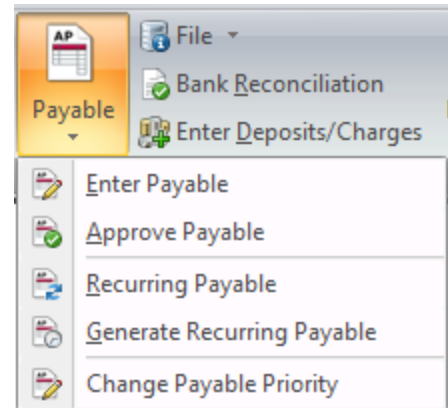 AP
File
Bank Reconciliation
Payable
Enter Deposits/Charges
Enter Payable
Approve Payable
Recurring Payable
Generate Recurring Payable
Change Payable Priority